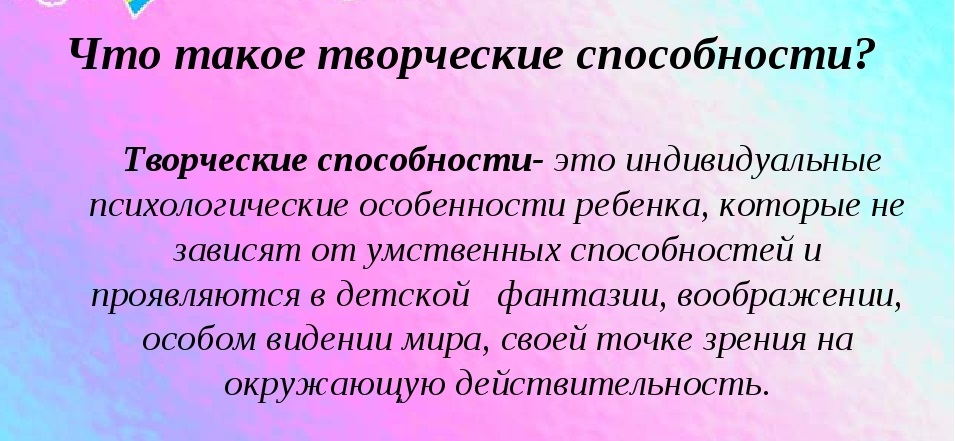 Что такое творческие способности?
Творческие способности- это индивидуальные
психологические особенности ребенка, которые не
зависят от умственных способностей и
проявляются в детской фантазии, воображении,
особом видении мира, своей точке зрения на
окружающую действительность.